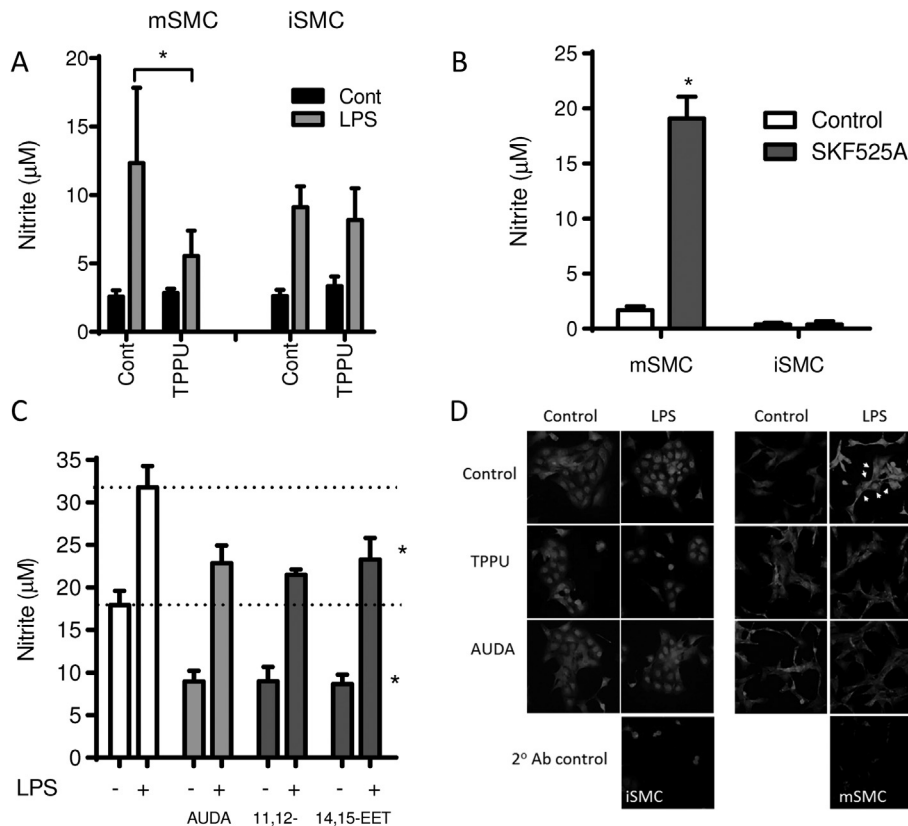 mSMC iSMC
A
*
20
15
10
5
0
Nitrite (μM)
Cont
LPS
Cont TPPU Cont TPPU
B
*
25
20
15
10
5
0
Nitrite (μM)
Control
SKF525A
mSMC iSMC
C
35
30
25
20
15
10
5
0
Nitrite (μM)
*
*
LPS - + - + - + - +
AUDA 11,12- 14,15-EET
D
Control LPS Control LPS
Control
TPPU
AUDA
2º Ab control
iSMC mSMC